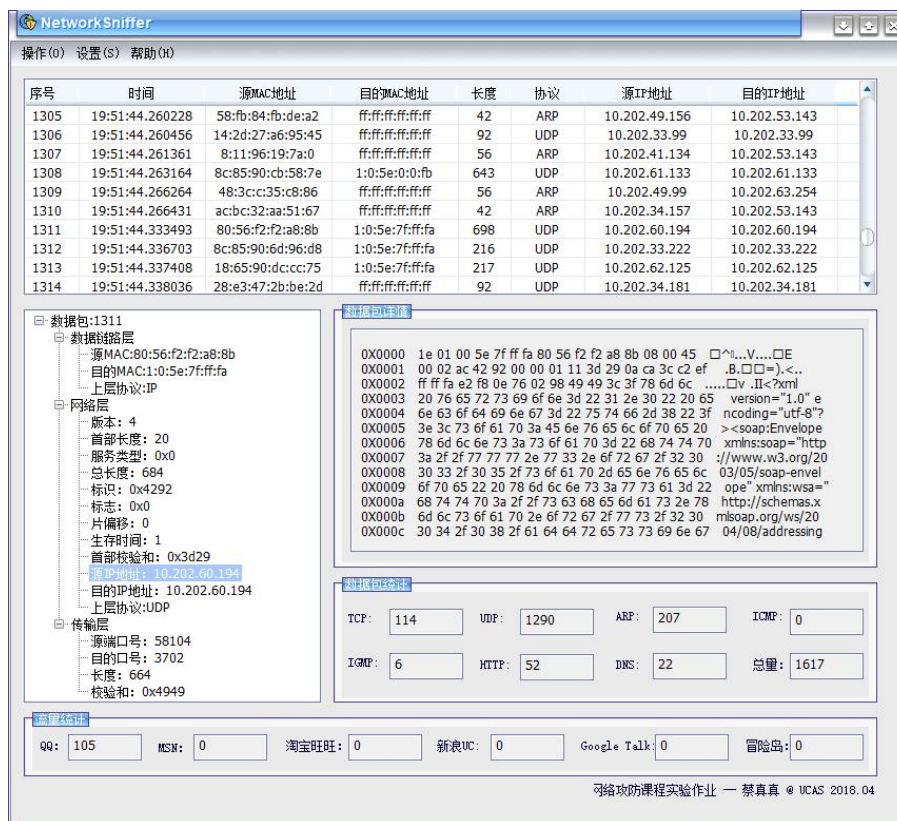 NetworkSniffer
操作(O) 设置(S) 帮助(H)
序号 时间 源MAC地址 目的MAC地址 长度 协议 源IP地址 目的IP地址
1305 19:51:44.260228 58:fb:84:fb:de:a2 ff:ff:ff:ff:ff:ff 42 ARP 10.202.49.156 10.202.53.143
1306 19:51:44.260456 14:2d:27:a6:95:45 ff:ff:ff:ff:ff:ff 92 UDP 10.202.33.99 10.202.33.99
1307 19:51:44.261361 8:11:96:19:7a:0 ff:ff:ff:ff:ff:ff 56 ARP 10.202.41.134 10.202.53.143
1308 19:51:44.263164 8c:85:90:cb:58:7e 1:0:5e:0:0:fb 643 UDP 10.202.61.133 10.202.61.133
1309 19:51:44.266264 48:3c:c:35:c8:86 ff:ff:ff:ff:ff:ff 56 ARP 10.202.49.99 10.202.63.254
1310 19:51:44.266431 ac:bc:32:aa:51:67 ff:ff:ff:ff:ff:ff 42 ARP 10.202.34.157 10.202.53.143
1311 19:51:44.333493 80:56:f2:f2:a8:8b 1:0:5e:7f:ff:fa 698 UDP 10.202.60.194 10.202.60.194
1312 19:51:44.336703 8c:85:90:6d:96:d8 1:0:5e:7f:ff:fa 216 UDP 10.202.33.222 10.202.33.222
1313 19:51:44.337408 18:65:90:dc:cc:75 1:0:5e:7f:ff:fa 217 UDP 10.202.62.125 10.202.62.125
1314 19:51:44.338036 28:e3:47:2b:be:2d ff:ff:ff:ff:ff:ff 92 UDP 10.202.34.181 10.202.34.181
数据包:1311
数据链路层
源MAC:80:56:f2:f2:a8:8b
目的MAC:1:0:5e:7f:ff:fa
上层协议:IP
网络层
版本: 4
首部长度: 20
服务类型: 0x0
总长度: 684
标识: 0x4292
标志: 0x0
片偏移: 0
生存时间: 1
首部校验和: 0x3d29
源IP地址: 10.202.60.194
目的IP地址: 10.202.60.194
上层协议:UDP
传输层
源端口号: 58104
目的口号: 3702
长度: 664
校验和: 0x4949
数据包详情
0X0000 1e 01 00 5e 7f ff fa 80 56 f2 f2 a8 8b 08 00 45 □^▯...V....□E
0X0001 00 02 ac 42 92 00 00 01 11 3d 29 0a ca 3c c2 ef .B.□□=).<..
0X0002 ff ff fa e2 f8 0e 76 02 98 49 49 3c 3f 78 6d 6c .....□v .II<?xml
0X0003 20 76 65 72 73 69 6f 6e 3d 22 31 2e 30 22 20 65 version="1.0" e
0X0004 6e 63 6f 64 69 6e 67 3d 22 75 74 66 2d 38 22 3f ncoding="utf-8"?
0X0005 3e 3c 73 6f 61 70 3a 45 6e 76 65 6c 6f 70 65 20 ><soap:Envelope
0X0006 78 6d 6c 6e 73 3a 73 6f 61 70 3d 22 68 74 74 70 xmlns:soap="http
0X0007 3a 2f 2f 77 77 77 2e 77 33 2e 6f 72 67 2f 32 30 ://www.w3.org/20
0X0008 30 33 2f 30 35 2f 73 6f 61 70 2d 65 6e 76 65 6c 03/05/soap-envel
0X0009 6f 70 65 22 20 78 6d 6c 6e 73 3a 77 73 61 3d 22 ope" xmlns:wsa="
0X000a 68 74 74 70 3a 2f 2f 73 63 68 65 6d 61 73 2e 78 http://schemas.x
0X000b 6d 6c 73 6f 61 70 2e 6f 72 67 2f 77 73 2f 32 30 mlsoap.org/ws/20
0X000c 30 34 2f 30 38 2f 61 64 64 72 65 73 73 69 6e 67 04/08/addressing
数据包统计
TCP: 114 UDP: 1290 ARP: 207 ICMP: 0
IGMP: 6 HTTP: 52 DNS: 22 总量: 1617
流量统计
QQ: 105 MSN: 0 淘宝旺旺: 0 新浪UC: 0 Google Talk: 0 冒险岛: 0
网络攻防课程实验作业 — 蔡真真 @ UCAS 2018.04